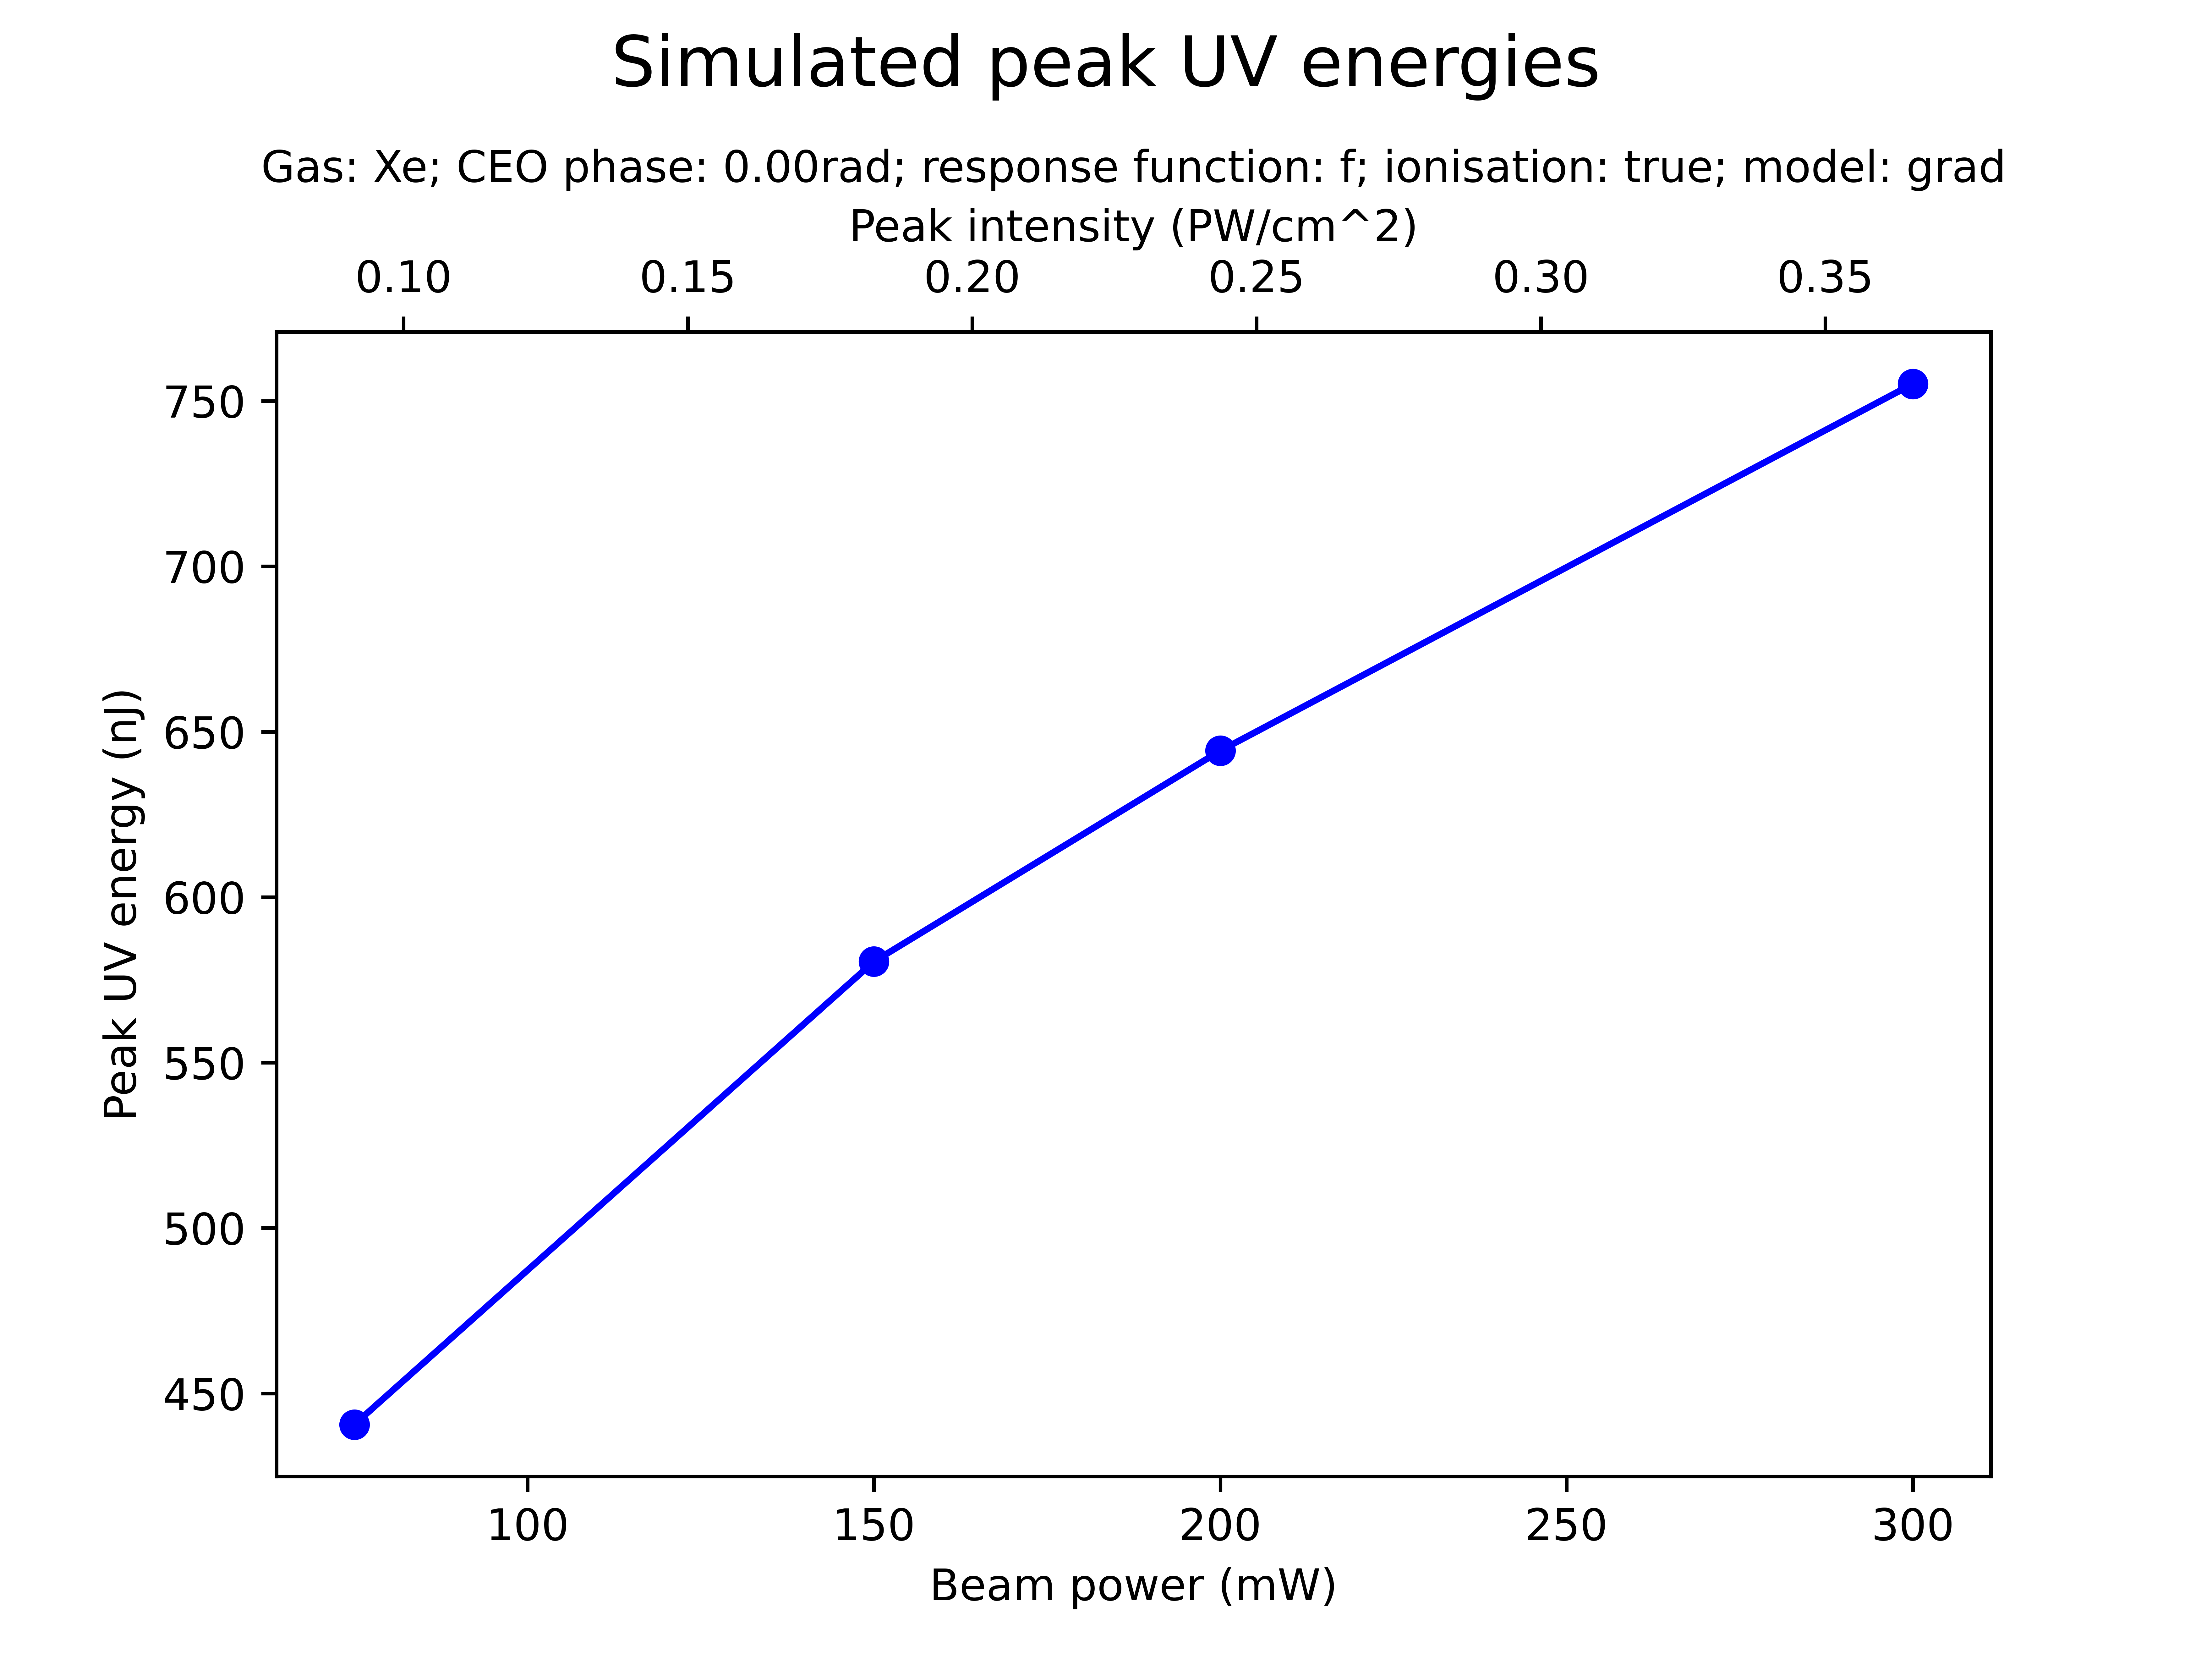 Simulated peak UV energies
Gas: Xe; CEO phase: 0.00rad; response function: f; ionisation: true; model: grad
Peak intensity (PW/cm^2)
0.10 0.15 0.20 0.25 0.30 0.35
750
700
650
600
550
500
450
Peak UV energy (nJ)
100 150 200 250 300
Beam power (mW)